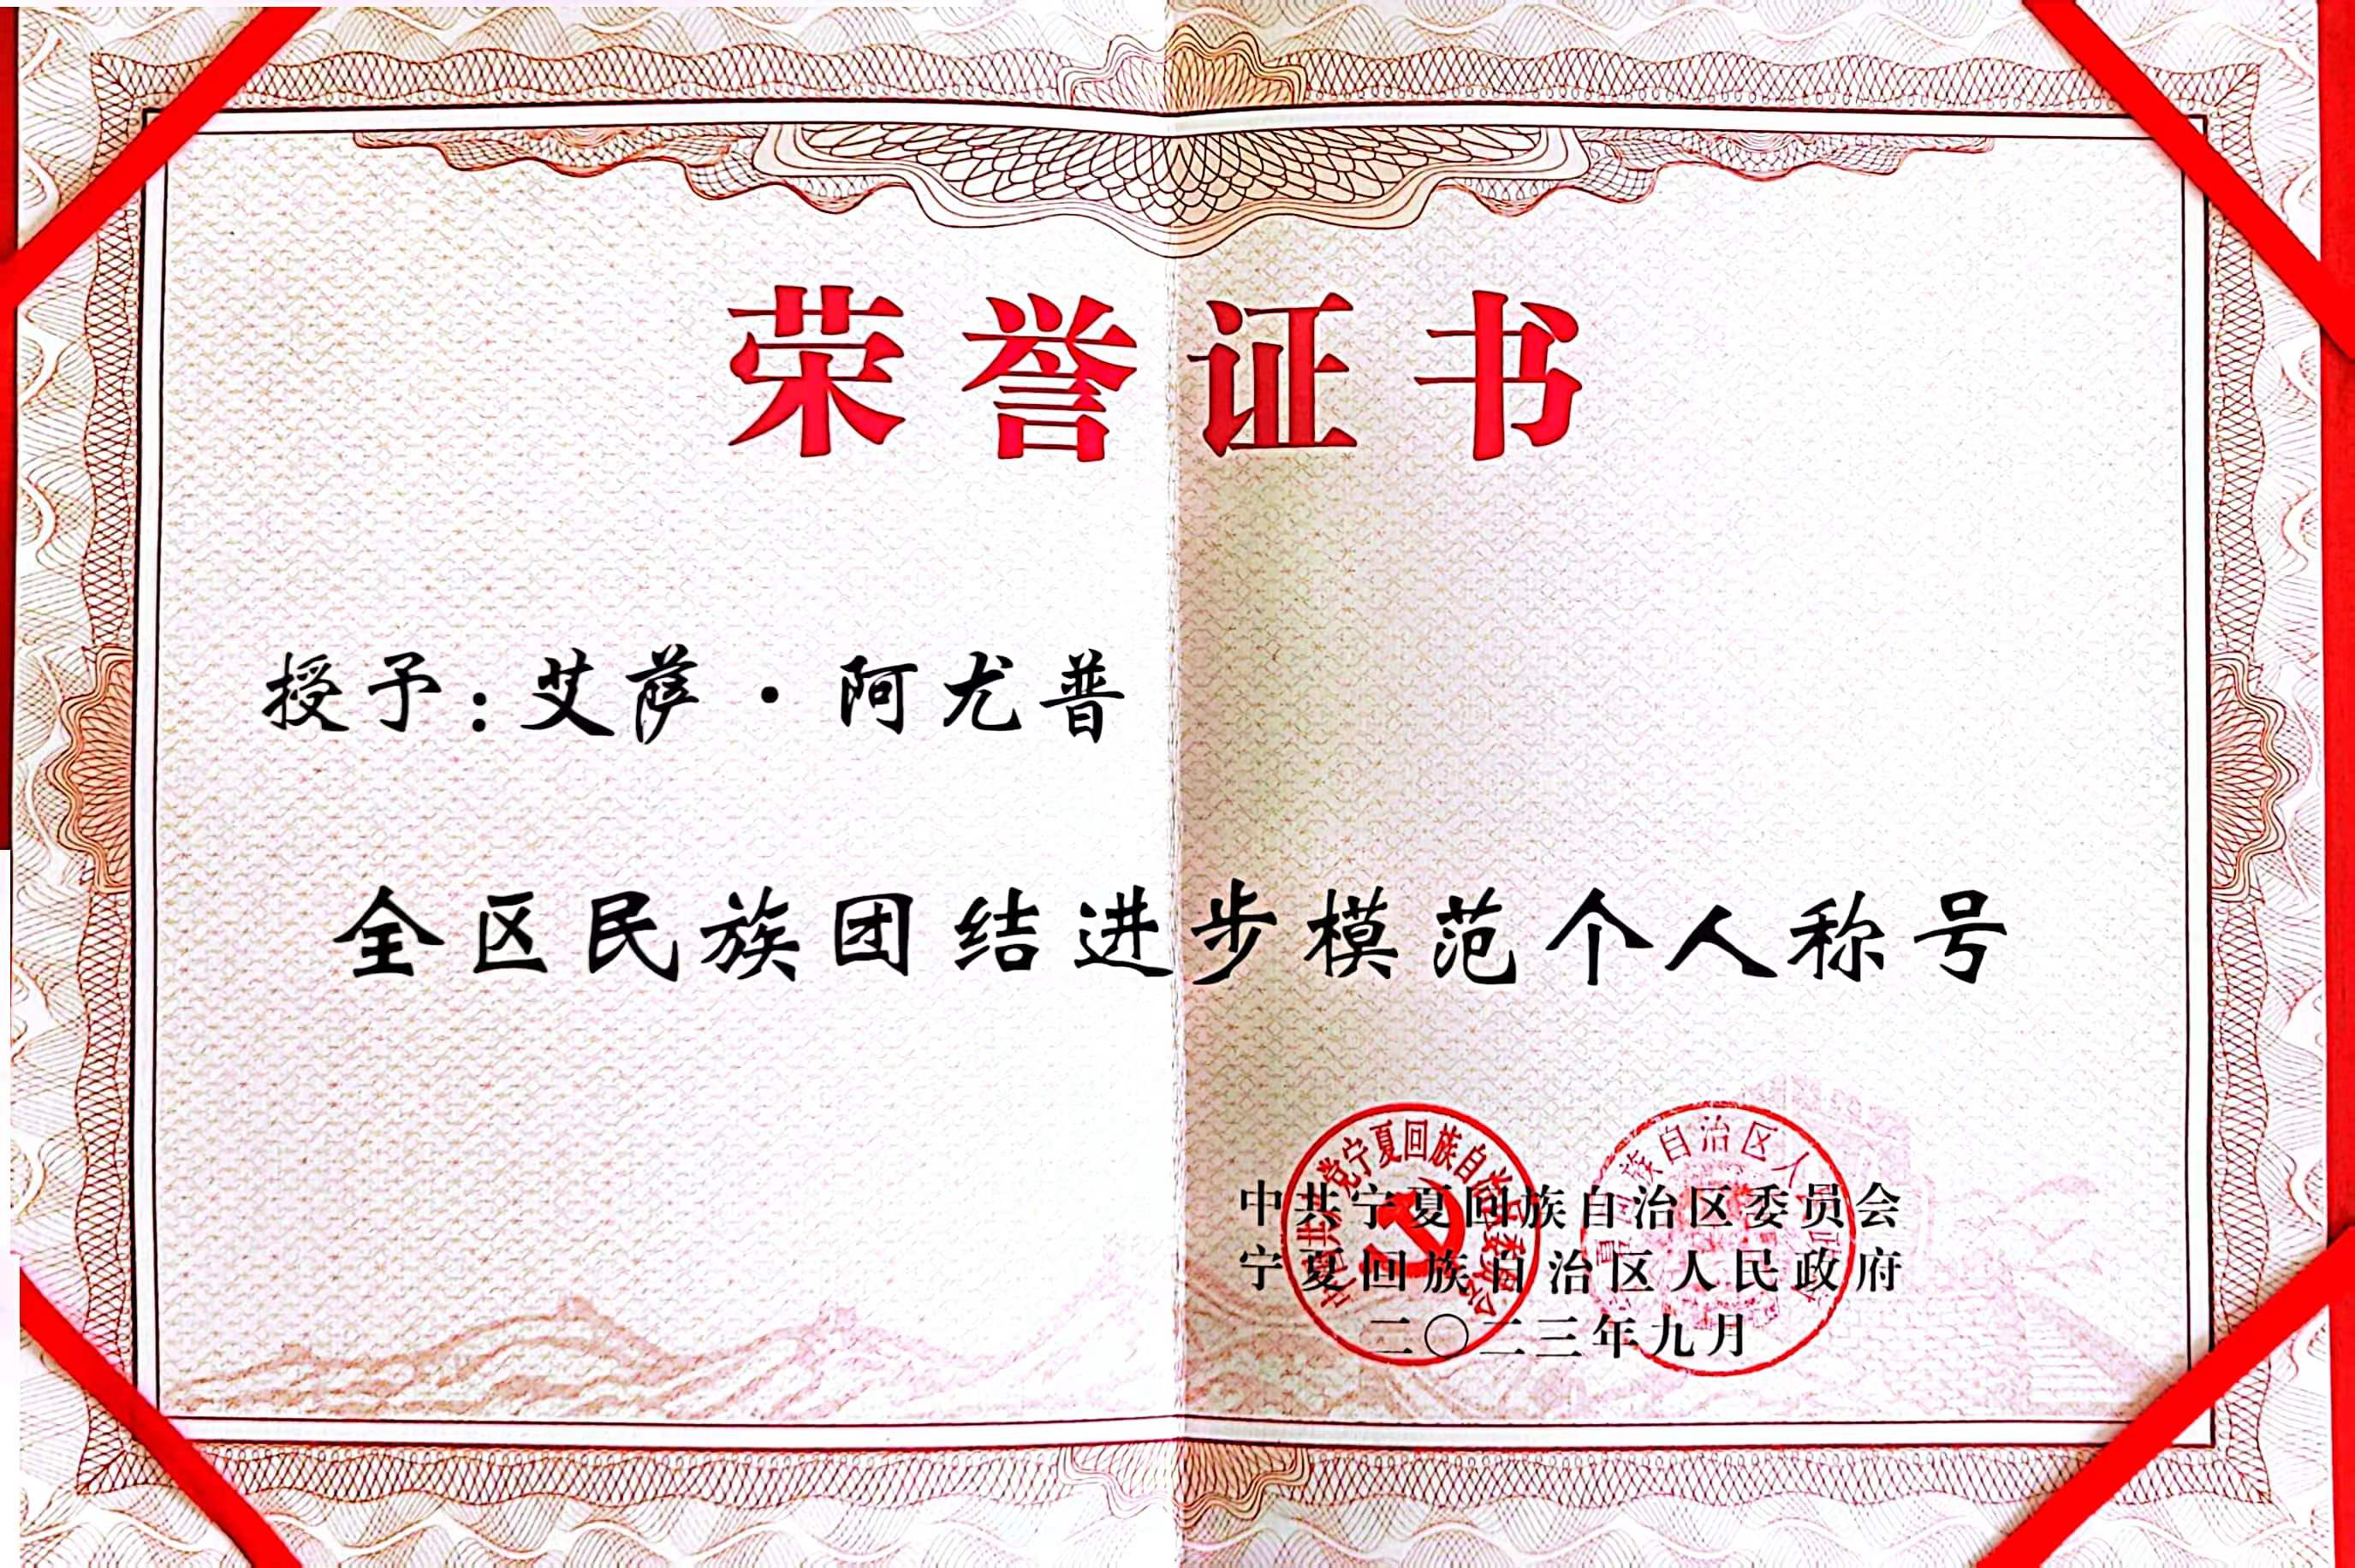 荣誉证书
授予：艾萨·阿尤普
全区民族团结进步模范个人称号
中共宁夏回族自治区委员会
宁夏回族自治区人民政府
二〇二三年九月